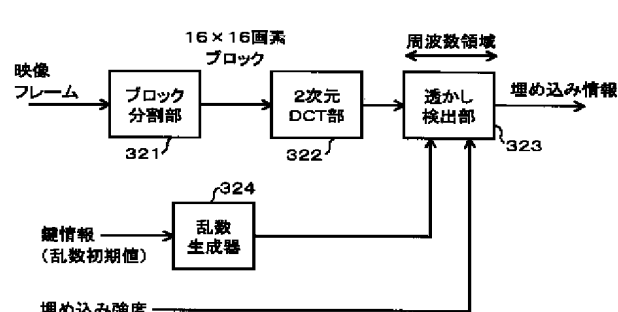 16×16画素
ブロック
周波数領域
映像
フレーム
ブロック
分割部
321
2次元
DCT部
322
透かし
検出部
323
埋め込み情報
324
鍵情報
(乱数初期値)
乱数
生成器
埋め込み強度